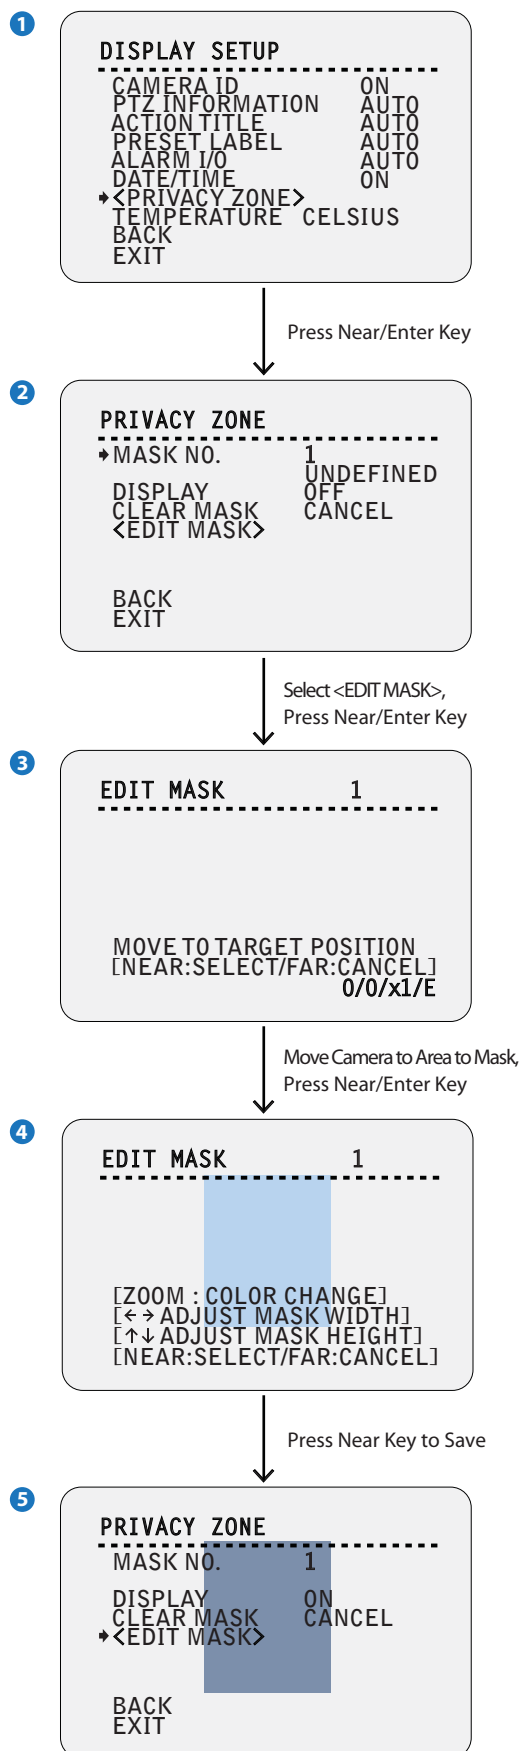 1
DISPLAY SETUP
CAMERA ID ON
PTZ INFORMATION AUTO
ACTION TITLE AUTO
PRESET LABEL AUTO
ALARM I/O AUTO
DATE/TIME ON
<PRIVACY ZONE>
TEMPERATURE CELSIUS
BACK
EXIT
Press Near/Enter Key
2
PRIVACY ZONE
MASK NO. 1
UNDEFINED
DISPLAY OFF
CLEAR MASK CANCEL
<EDIT MASK>
BACK
EXIT
Select <EDIT MASK>,
Press Near/Enter Key
3
EDIT MASK 1
MOVE TO TARGET POSITION
[NEAR:SELECT/FAR:CANCEL]
0/0/x1/E
Move Camera to Area to Mask,
Press Near/Enter Key
4
EDIT MASK 1
[ZOOM : COLOR CHANGE]
[←→ ADJUST MASK WIDTH]
[↑↓ ADJUST MASK HEIGHT]
[NEAR:SELECT/FAR:CANCEL]
Press Near Key to Save
5
PRIVACY ZONE
MASK NO. 1
DISPLAY ON
CLEAR MASK CANCEL
<EDIT MASK>
BACK
EXIT